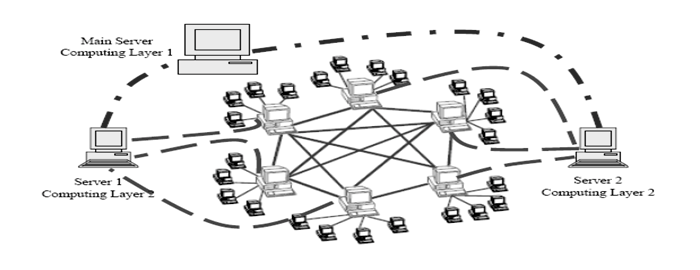 Main Server
Computing Layer 1
Server 1
Computing Layer 2
Server 2
Computing Layer 2